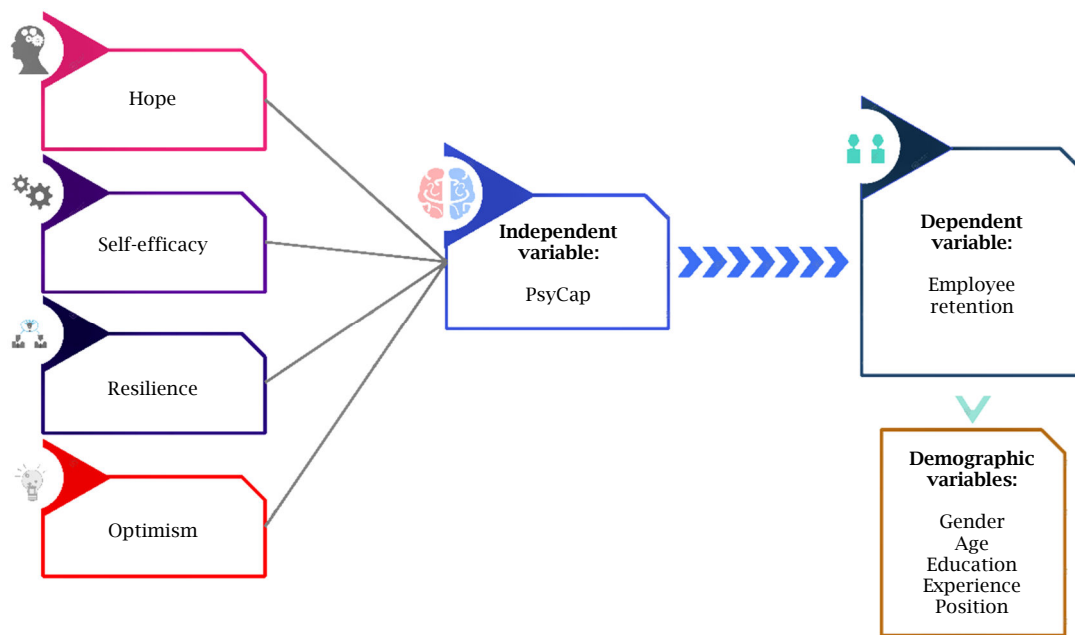 Hope
Self-efficacy
Resilience
Optimism
Independent
variable:
PsyCap
Dependent
variable:
Employee
retention
Demographic
variables:
Gender
Age
Education
Experience
Position